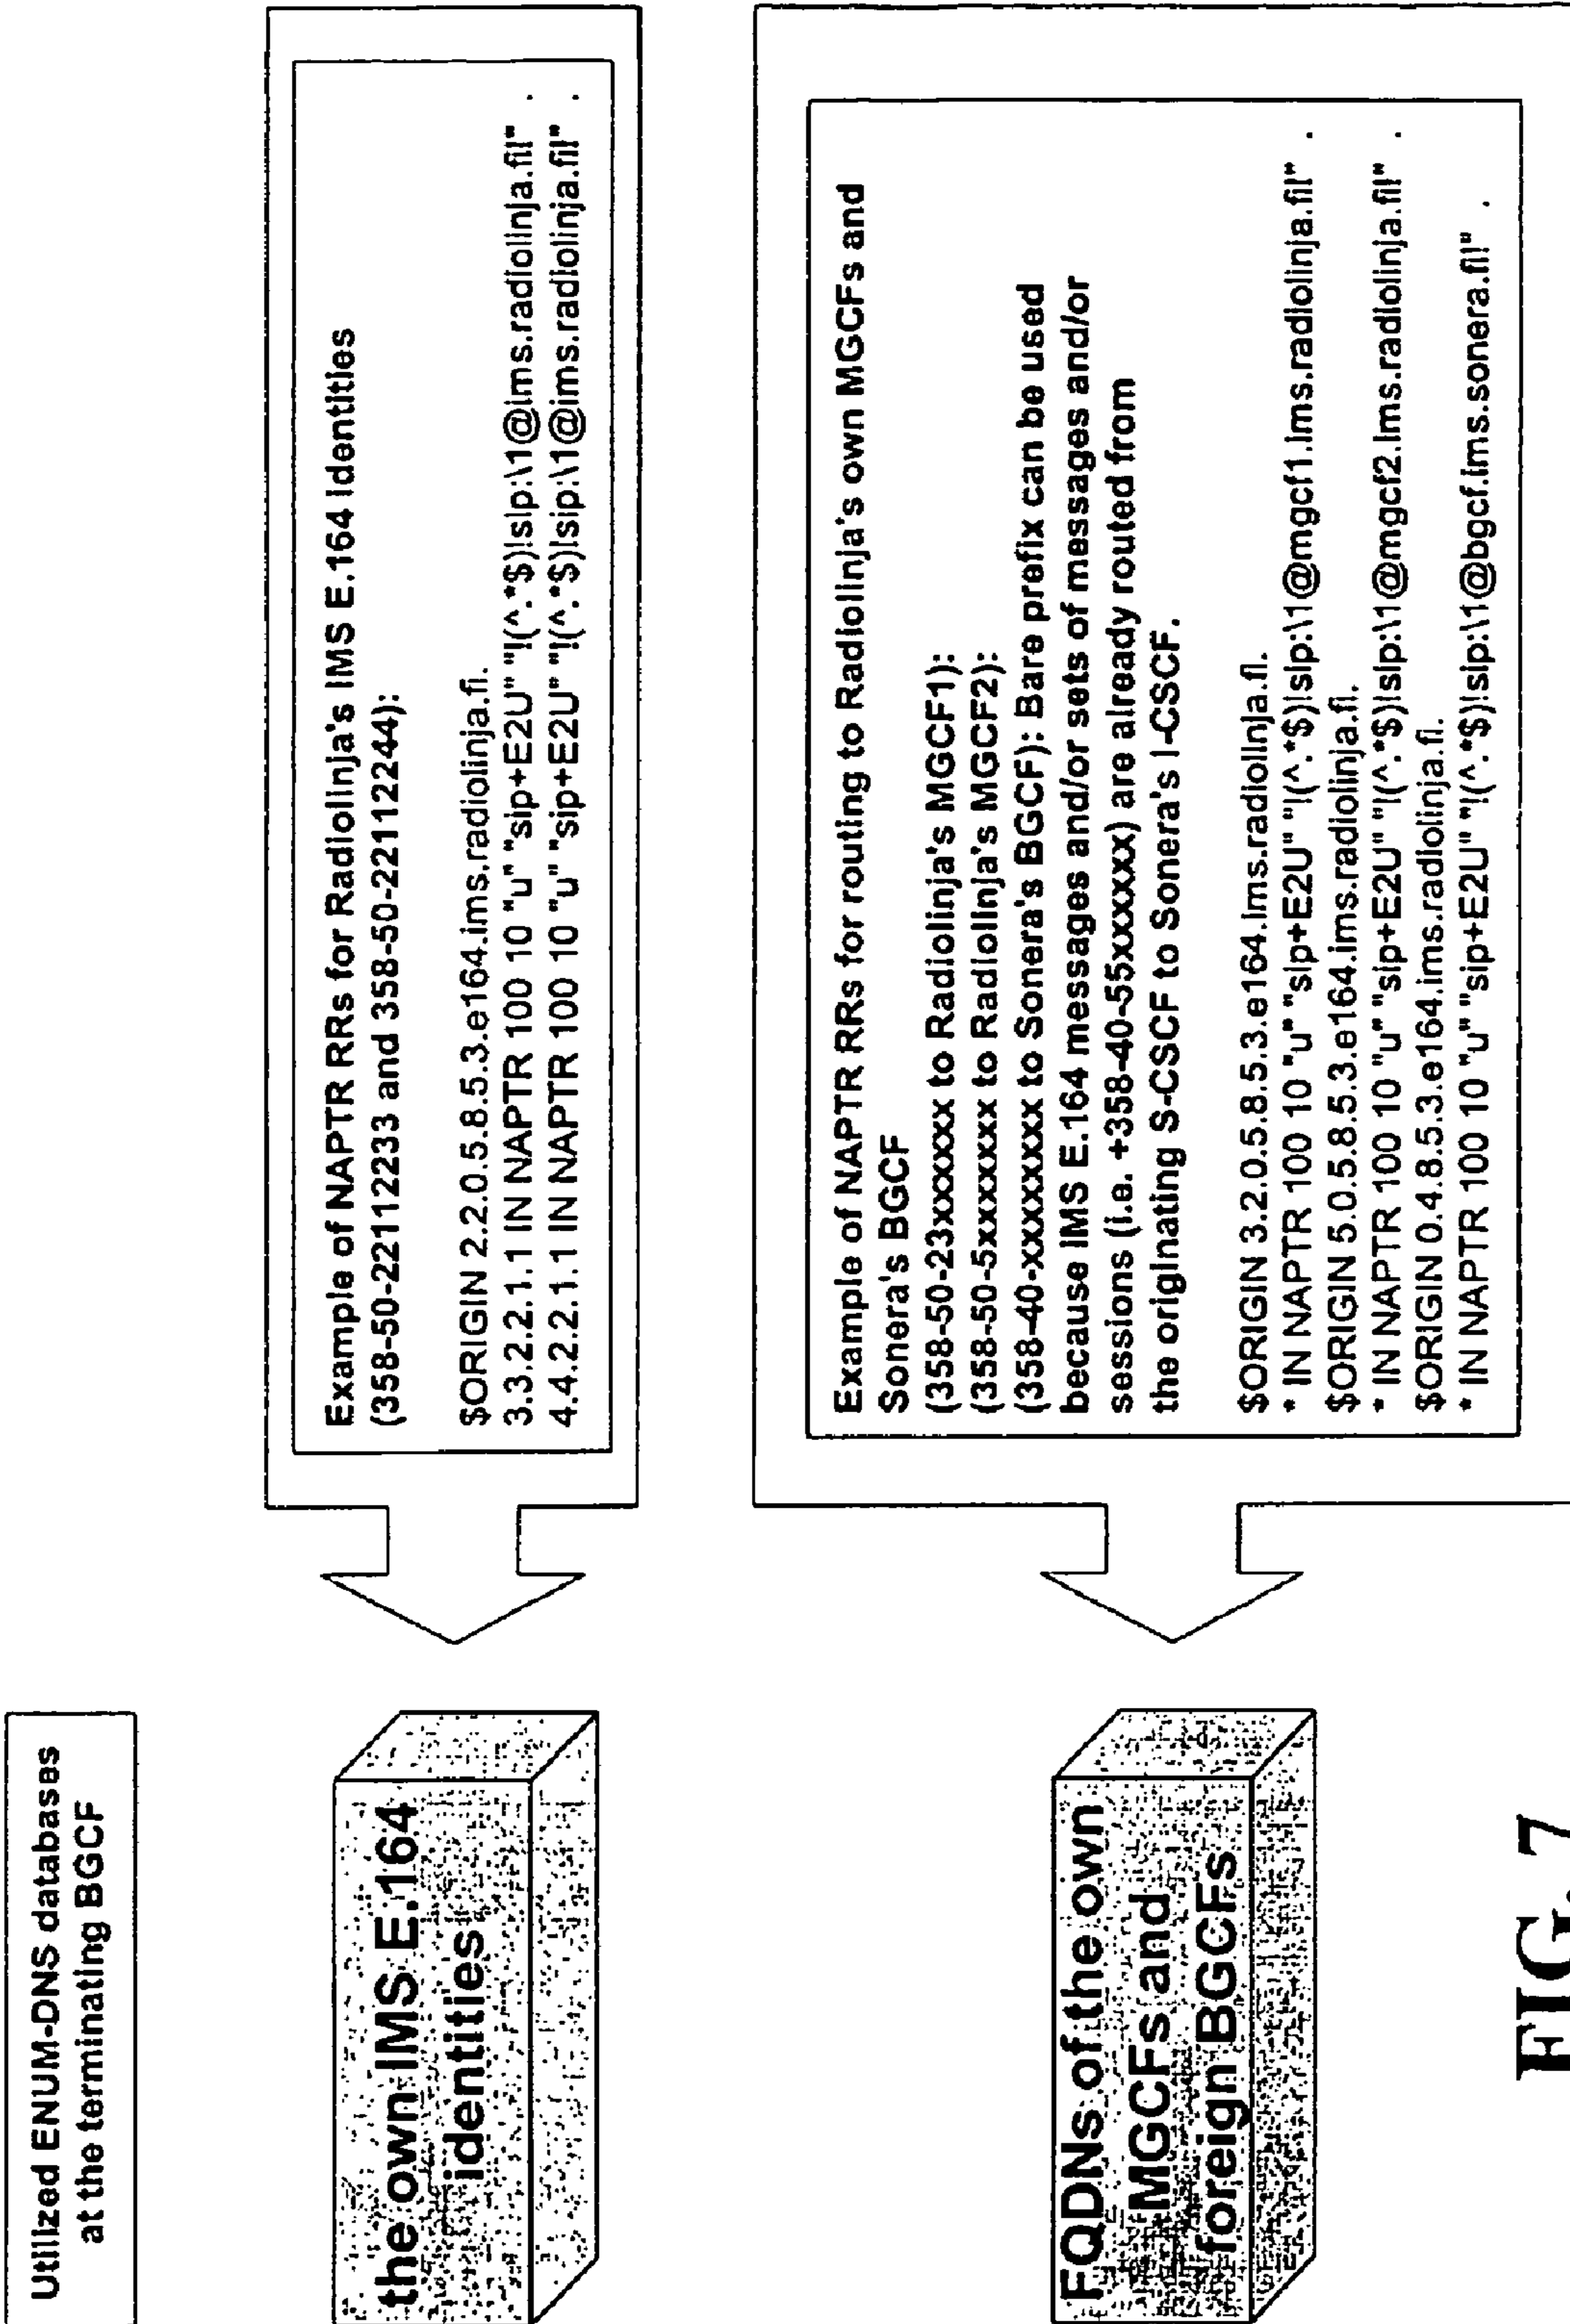 Utilized ENUM-DNS databases
at the terminating BGCF
the own IMS E.164
identities
Example of NAPTR RRs for Radiolinja's IMS E.164 Identities
(358-50-22112233 and 358-50-22112244):
$ORIGIN 2.2.0.5.8.5.3.e164.ims.radiolinja.fi.
3.3.2.2.1.1 IN NAPTR 100 10 "u" "sip+E2U" "!(^.*$)!sip:\1@ims.radiolinja.fi!" .
4.4.2.2.1.1 IN NAPTR 100 10 "u" "sip+E2U" "!(^.*$)!sip:\1@ims.radiolinja.fi!" .
FQDNs of the own
MGCFs and
foreign BGCFs
Example of NAPTR RRs for routing to Radiolinja's own MGCFs and
Sonera's BGCF
(358-50-23xxxxxx to Radiolinja's MGCF1):
(358-50-5xxxxxxx to Radiolinja's MGCF2):
(358-40-xxxxxxxx to Sonera's BGCF): Bare prefix can be used
because IMS E.164 messages and/or sets of messages and/or
sessions (i.e. +358-40-55xxxxxx) are already routed from
the originating S-CSCF to Sonera's I-CSCF.
$ORIGIN 3.2.0.5.8.5.3.e164.ims.radiolinja.fi.
* IN NAPTR 100 10 "u" "sip+E2U" "!(^.*$)!sip:\1@mgcf1.ims.radiolinja.fi!" .
$ORIGIN 5.0.5.8.5.3.e164.ims.radiolinja.fi.
* IN NAPTR 100 10 "u" "sip+E2U" "!(^.*$)!sip:\1@mgcf2.ims.radiolinja.fi!" .
$ORIGIN 0.4.8.5.3.e164.ims.radiolinja.fi.
* IN NAPTR 100 10 "u" "sip+E2U" "!(^.*$)!sip:\1@bgcf.ims.sonera.fi!" .
FIG. 7